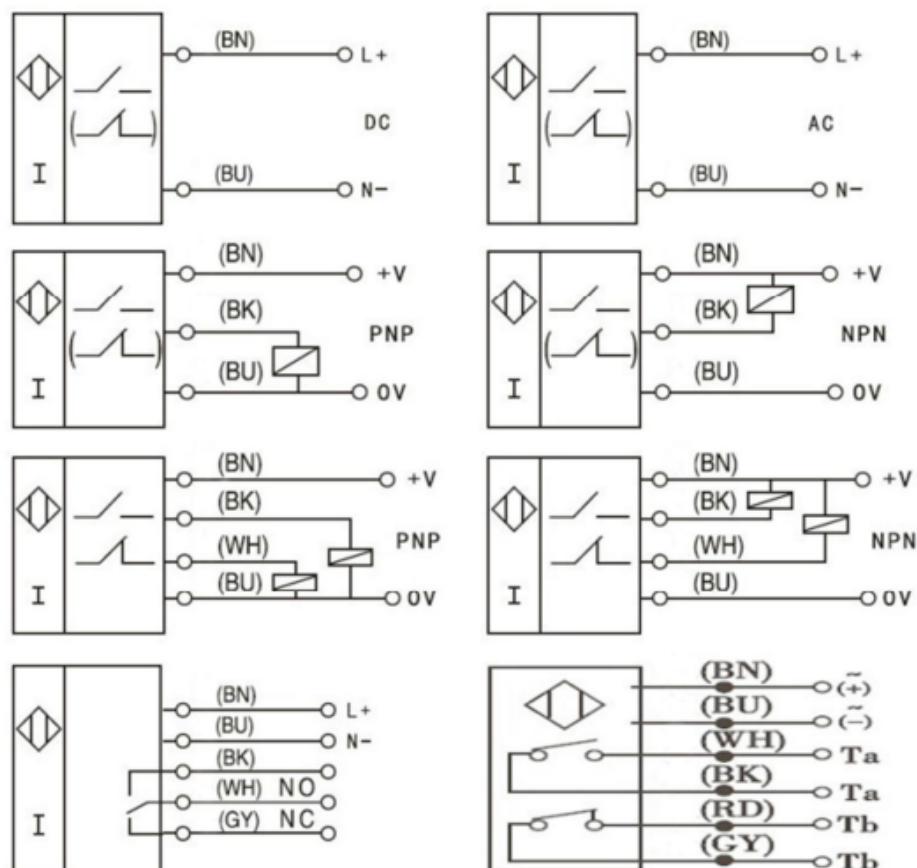 (BN) L+
DC
I
(BU) N-
(BN) L+
AC
I
(BU) N-
(BN) +V
(BK) PNP
I
(BU) 0V
(BN) +V
(BK) NPN
I
(BU) 0V
(BN) +V
(BK)
PNP
(WH)
I
(BU) 0V
(BN) +V
(BK)
NPN
(WH)
I
(BU) 0V
(BN) L+
(BU) N-
(BK)
(WH) NO
I
(GY) NC
(BN) (+) ~
(BU) (-) ~
(WH) Ta
(BK) Ta
(RD) Tb
(GY) Tb